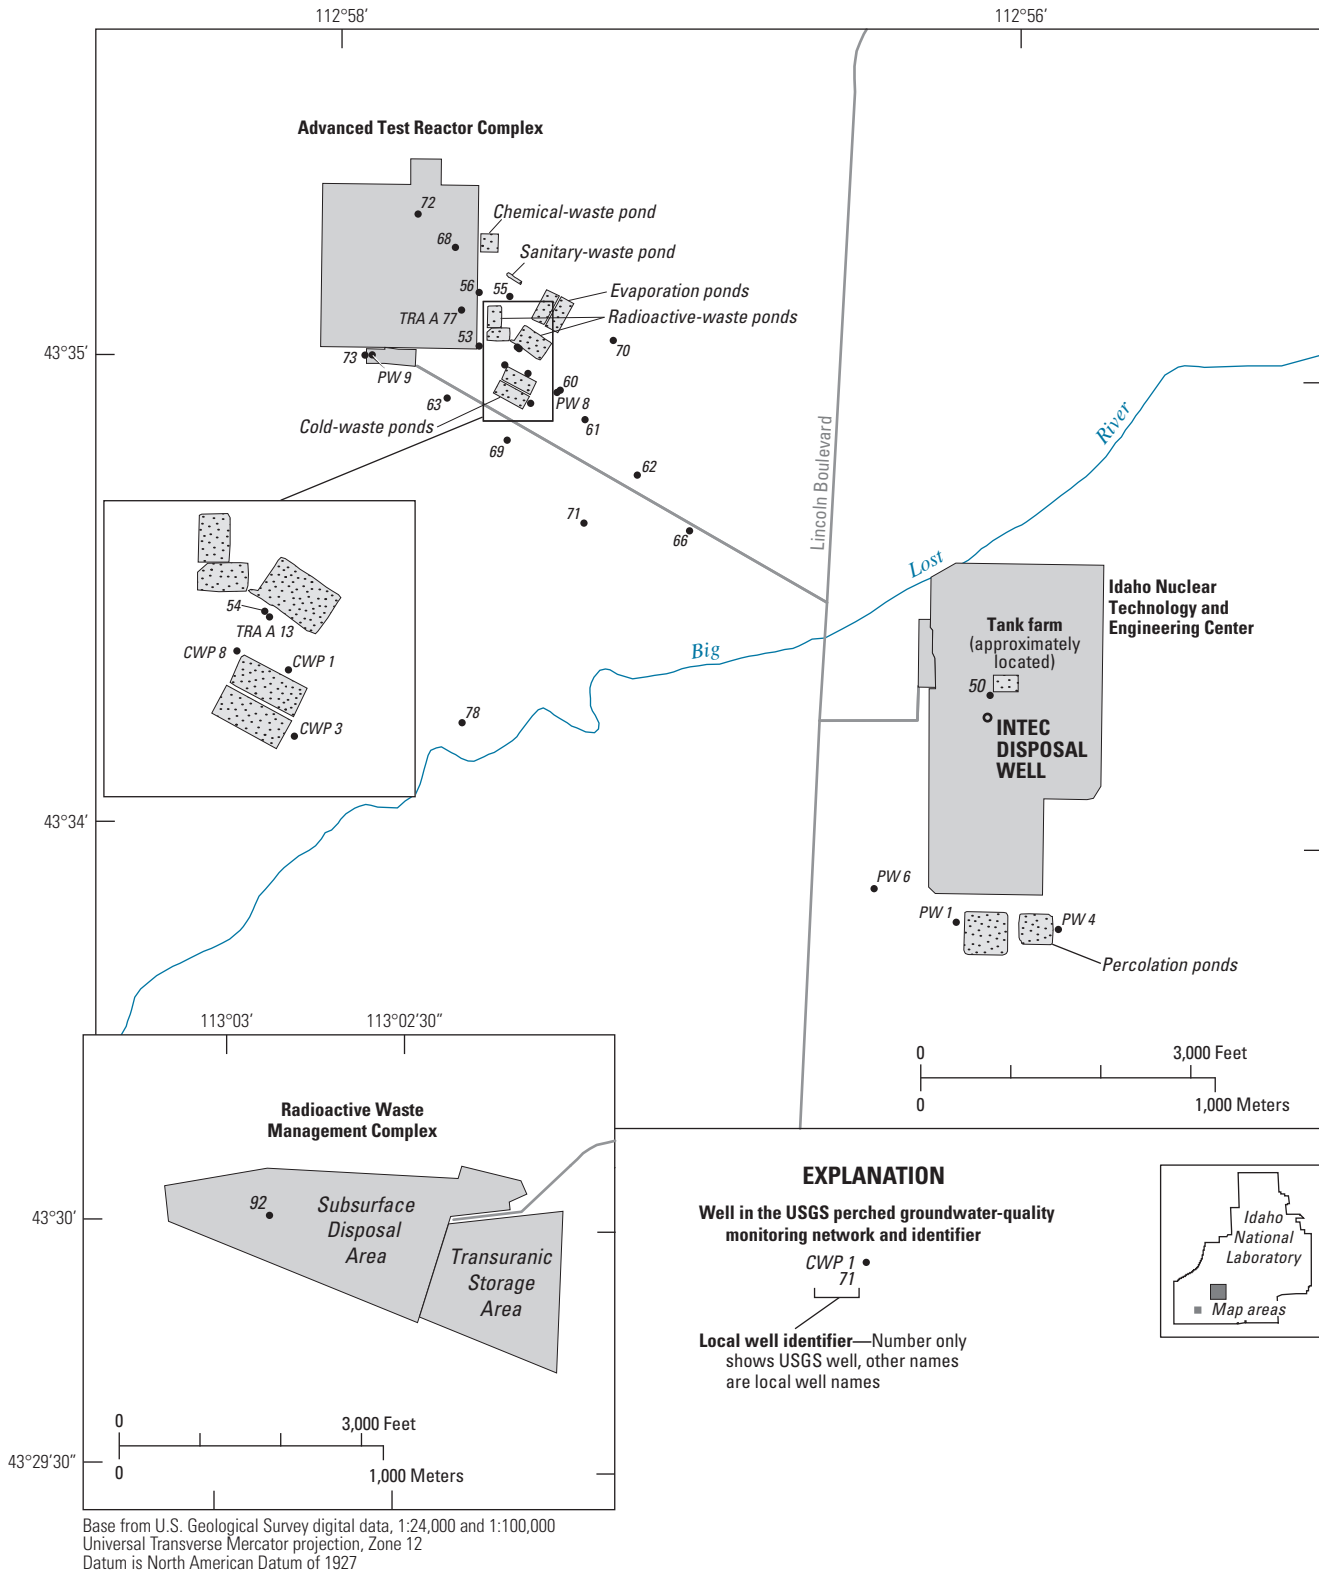 112°58’
112°56’
Advanced Test Reactor Complex
72
Chemical-waste pond
68
Sanitary-waste pond
56
55
Evaporation ponds
TRA A 77
Radioactive-waste ponds
53
70
43°35’
73
PW 9
60
63
PW 8
Cold-waste ponds
61
69
62
71
66
Lincoln Boulevard
River
Lost
Big
54
TRA A 13
CWP 8
CWP 1
CWP 3
78
Idaho Nuclear
Technology and
Engineering Center
Tank farm
(approximately
located)
50
INTEC
DISPOSAL
WELL
43°34’
PW 6
PW 1
PW 4
Percolation ponds
0
3,000 Feet
0
1,000 Meters
113°03’
113°02’30”
Radioactive Waste
Management Complex
92
Subsurface
Disposal
Area
43°30’
Transuranic
Storage
Area
0
3,000 Feet
0
1,000 Meters
43°29’30”
EXPLANATION
Well in the USGS perched groundwater-quality
monitoring network and identifier
CWP 1
71
Local well identifier—Number only
shows USGS well, other names
are local well names
Idaho
National
Laboratory
Map areas
Base from U.S. Geological Survey digital data, 1:24,000 and 1:100,000
Universal Transverse Mercator projection, Zone 12
Datum is North American Datum of 1927